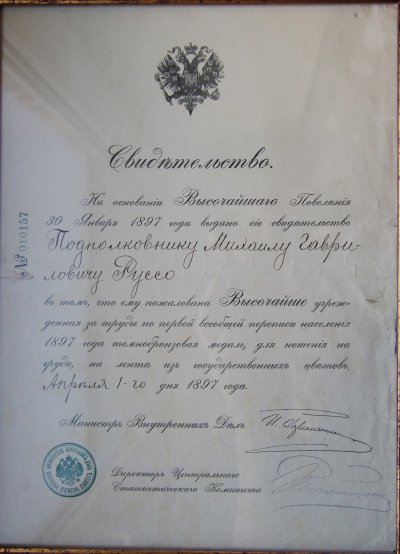 Свидѣтельство.
На основаніи Высочайшаго Повелѣнія
30 Января 1897 года выдано сіе свидѣтельство
Подполковнику Михаилу Гаври-
ловичу Руссо
въ томъ, что ему пожалована Высочайше учреж-
денная за труды по первой всеобщей переписи населенія
1897 года темнобронзовая медаль, для ношенія на
груди, на лентѣ изъ государственныхъ цвѣтовъ.
Апрѣля 1-го дня 1897 года.
Министръ Внутреннихъ Дѣлъ
Директоръ Центральнаго
Статистическаго Комитета
№ 010157